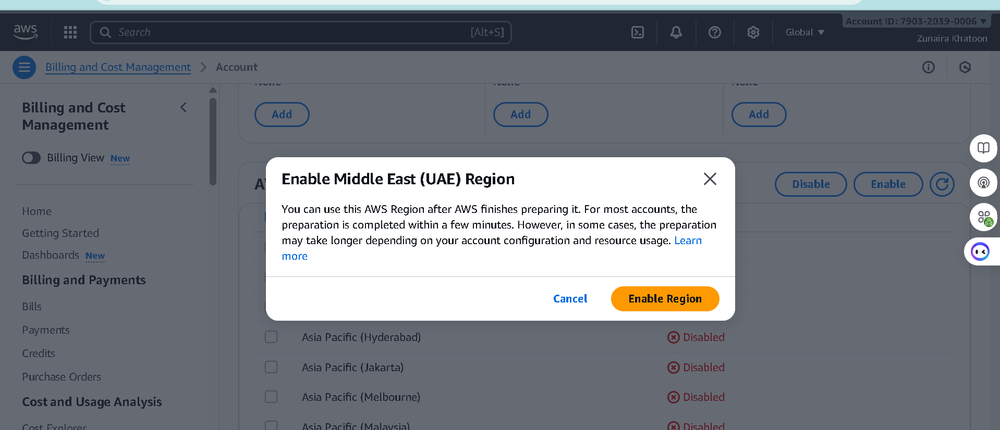 aws
Search
[Alt+S]
Global
Account ID: 7903-2039-0006
Zunaira Khatoon
Billing and Cost Management
Account
Billing and Cost
Management
Billing View New
Home
Getting Started
Dashboards New
Billing and Payments
Bills
Payments
Credits
Purchase Orders
Cost and Usage Analysis
Cost Explorer
None
None
None
Add
Add
Add
Disable
Enable
Enable Middle East (UAE) Region
You can use this AWS Region after AWS finishes preparing it. For most accounts, the
preparation is completed within a few minutes. However, in some cases, the preparation
may take longer depending on your account configuration and resource usage. Learn
more
Cancel
Enable Region
Asia Pacific (Hyderabad) Disabled
Asia Pacific (Jakarta) Disabled
Asia Pacific (Melbourne) Disabled
Asia Pacific (Malaysia) Disabled